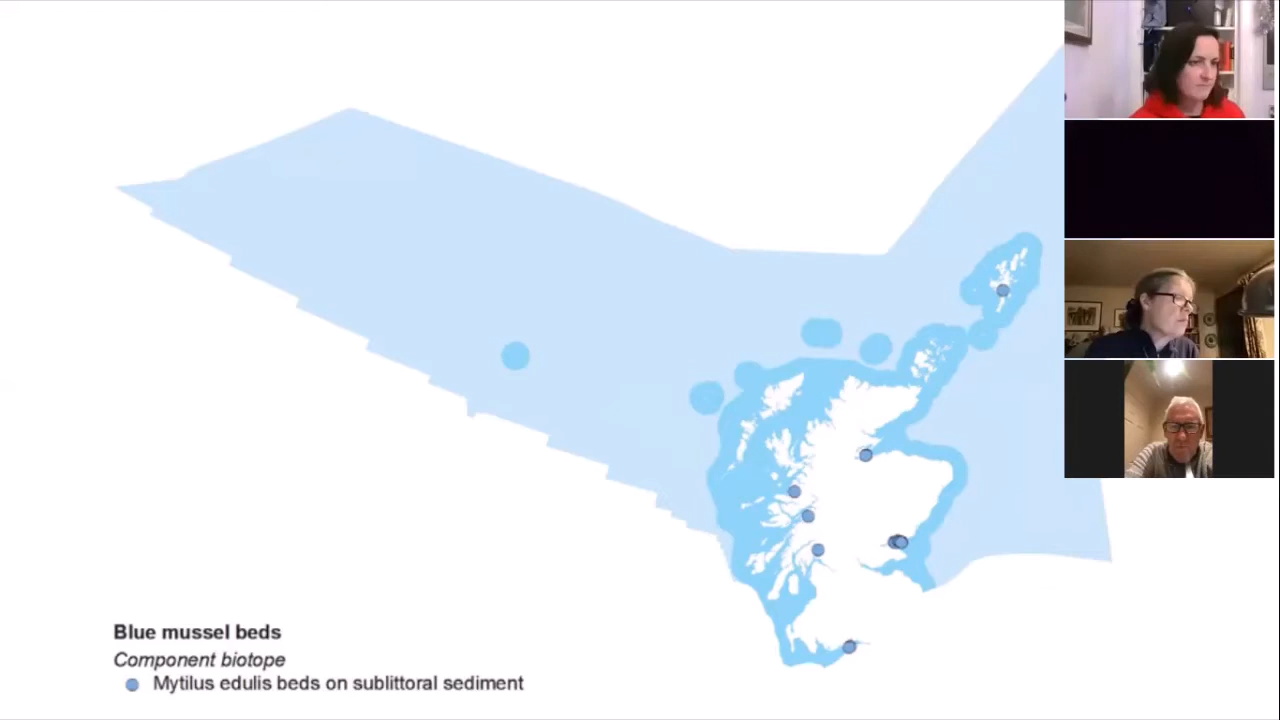 Blue mussel beds
Component biotope
Mytilus edulis beds on sublittoral sediment